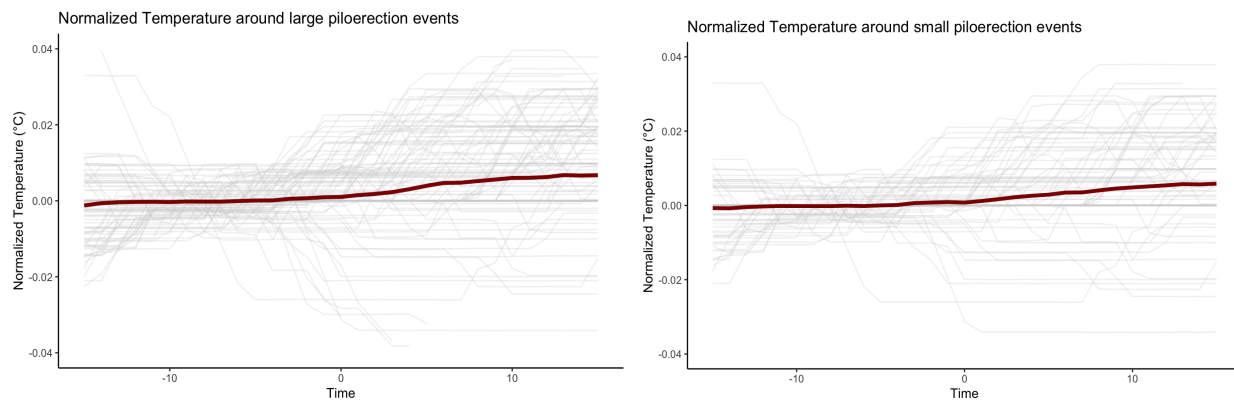 Normalized Temperature around large piloerection events
Normalized Temperature (°C)
0.04
0.02
0.00
-0.02
-0.04
-10
0
10
Time
Normalized Temperature around small piloerection events
Normalized Temperature (°C)
0.04
0.02
0.00
-0.02
-0.04
-10
0
10
Time